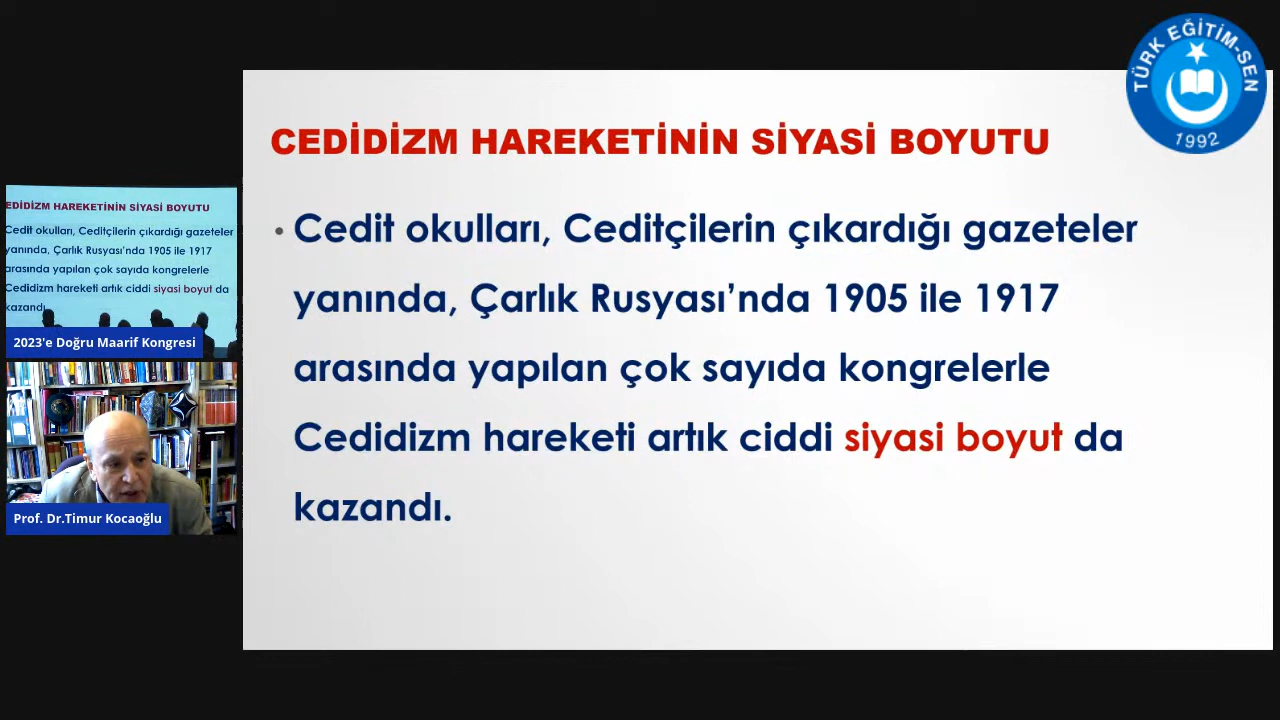 TÜRK EĞİTİM-SEN
1992
CEDİDİZM HAREKETİNİN SİYASİ BOYUTU
• Cedit okulları, Ceditçilerin çıkardığı gazeteler
yanında, Çarlık Rusyası’nda 1905 ile 1917
arasında yapılan çok sayıda kongrelerle
Cedidizm hareketi artık ciddi siyasi boyut da
kazandı.
EDİDİZM HAREKETİNİN SİYASİ BOYUTU
Cedit okulları, Ceditçilerin çıkardığı gazeteler
yanında, Çarlık Rusyası’nda 1905 ile 1917
arasında yapılan çok sayıda kongrelerle
Cedidizm hareketi artık ciddi siyasi boyut da
kazandı.
2023'e Doğru Maarif Kongresi
Prof. Dr.Timur Kocaoğlu